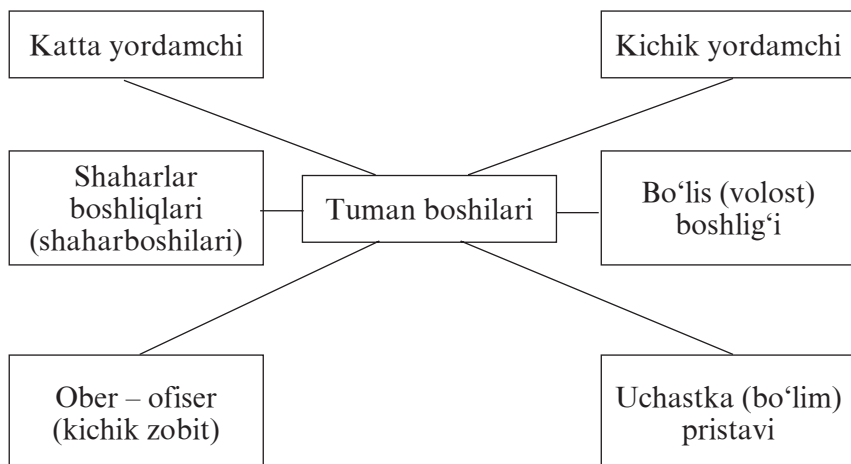 Katta yordamchi
Kichik yordamchi
Shaharlar
boshliqlari
(shaharboshilari)
Tuman boshilari
Bo‘lis (volost)
boshlig‘i
Ober – ofiser
(kichik zobit)
Uchastka (bo‘lim)
pristavi